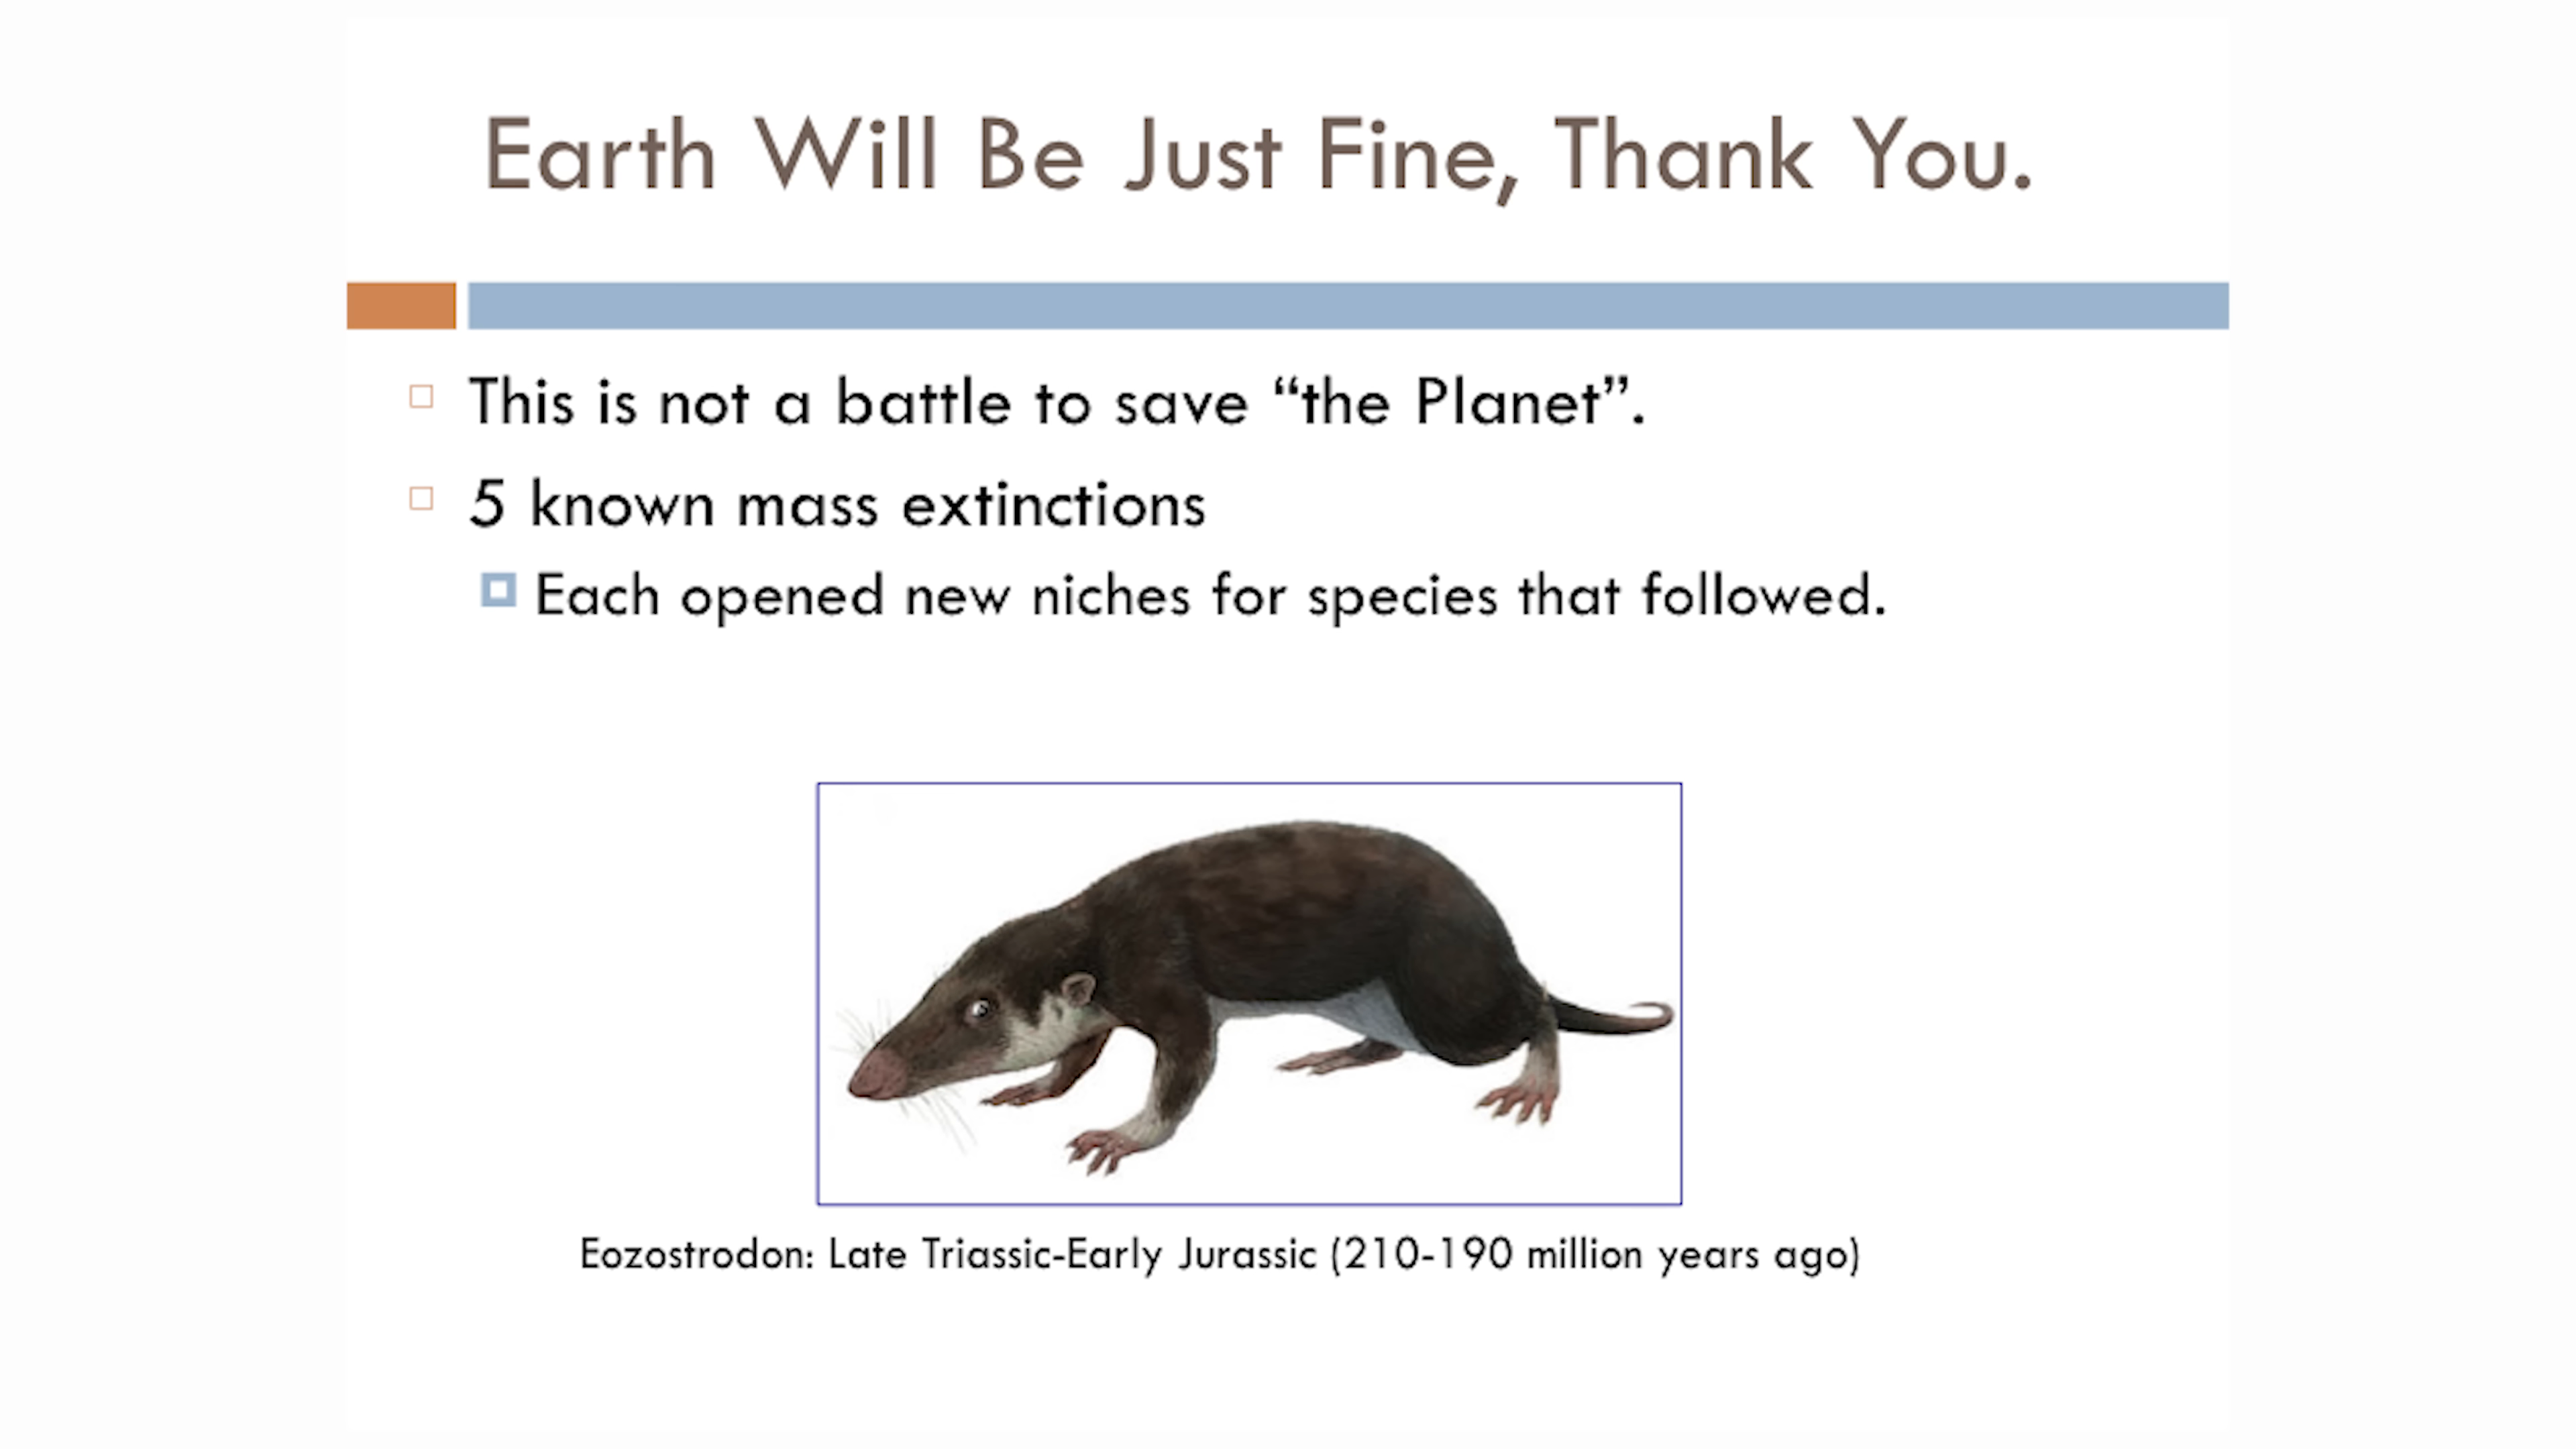 Earth Will Be Just Fine, Thank You.
This is not a battle to save “the Planet”.
5 known mass extinctions
Each opened new niches for species that followed.
Eozostrodon: Late Triassic-Early Jurassic (210-190 million years ago)